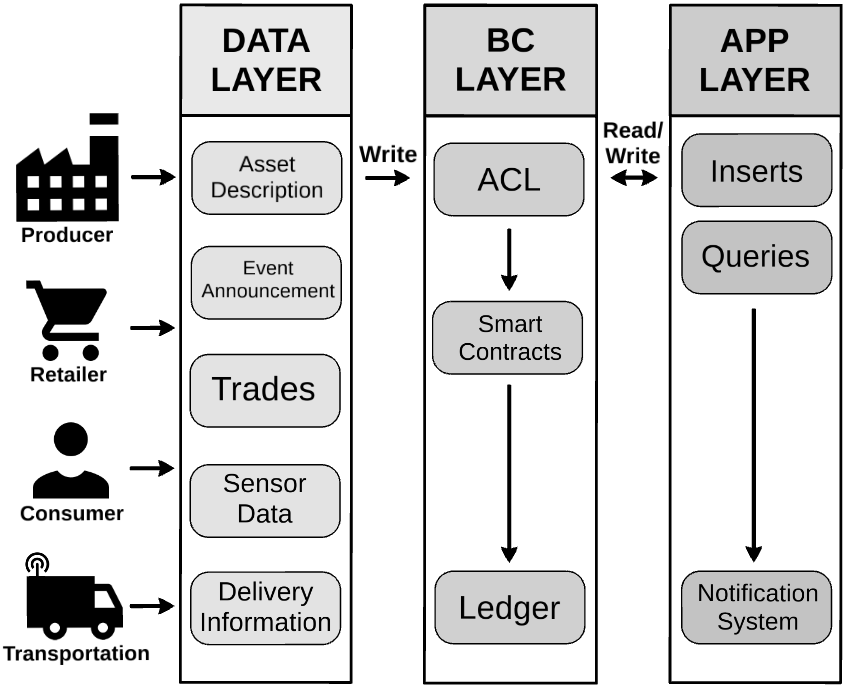 DATA
LAYER
BC
LAYER
APP
LAYER
Producer
Retailer
Consumer
Transportation
Asset
Description
Event
Announcement
Trades
Sensor
Data
Delivery
Information
Write
ACL
Smart
Contracts
Ledger
Read/
Write
Inserts
Queries
Notification
System